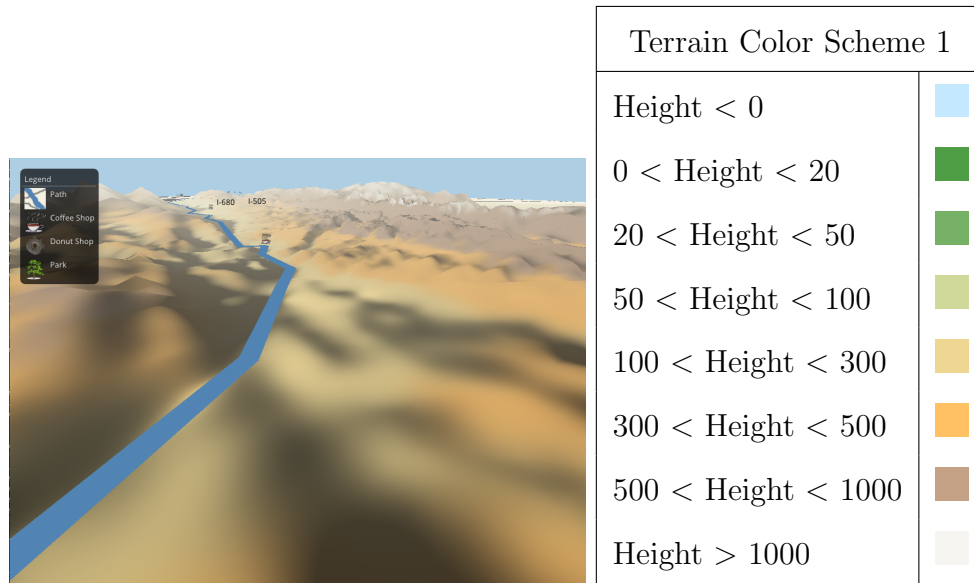 Legend
Path
Coffee Shop
Donut Shop
Park
I-680
I-505
Terrain Color Scheme 1
Height < 0
0 < Height < 20
20 < Height < 50
50 < Height < 100
100 < Height < 300
300 < Height < 500
500 < Height < 1000
Height > 1000